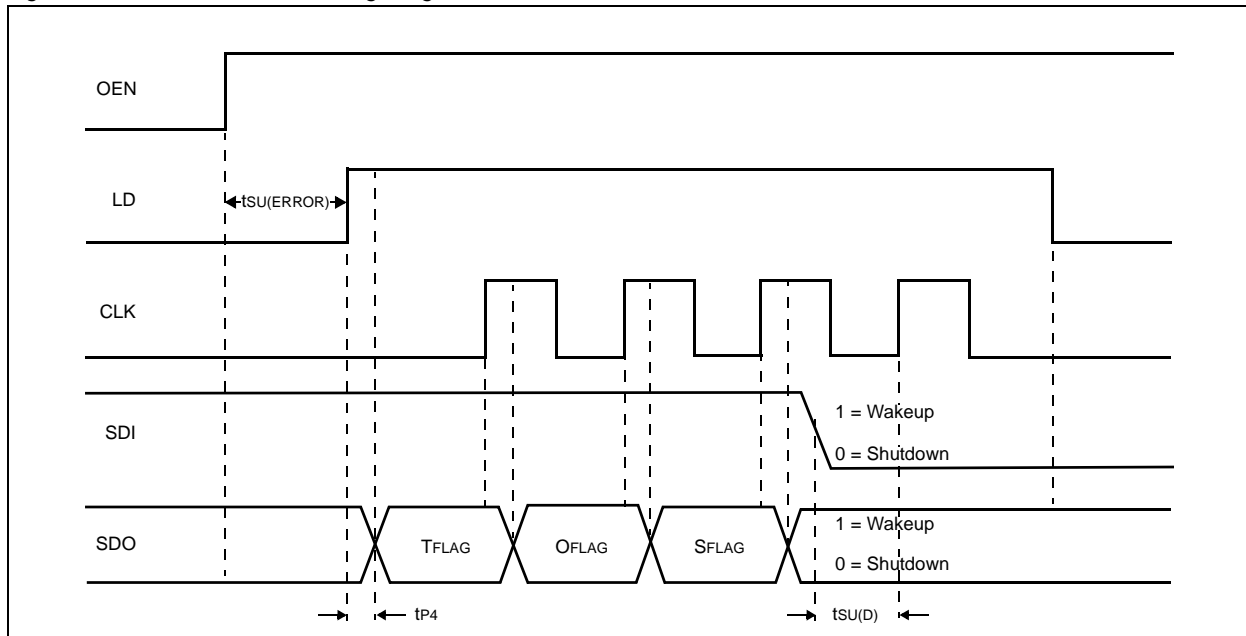 OEN
LD
tSU(ERROR)
CLK
SDI
1 = Wakeup
0 = Shutdown
SDO
TFLAG
OFLAG
SFLAG
1 = Wakeup
0 = Shutdown
tP4
tSU(D)